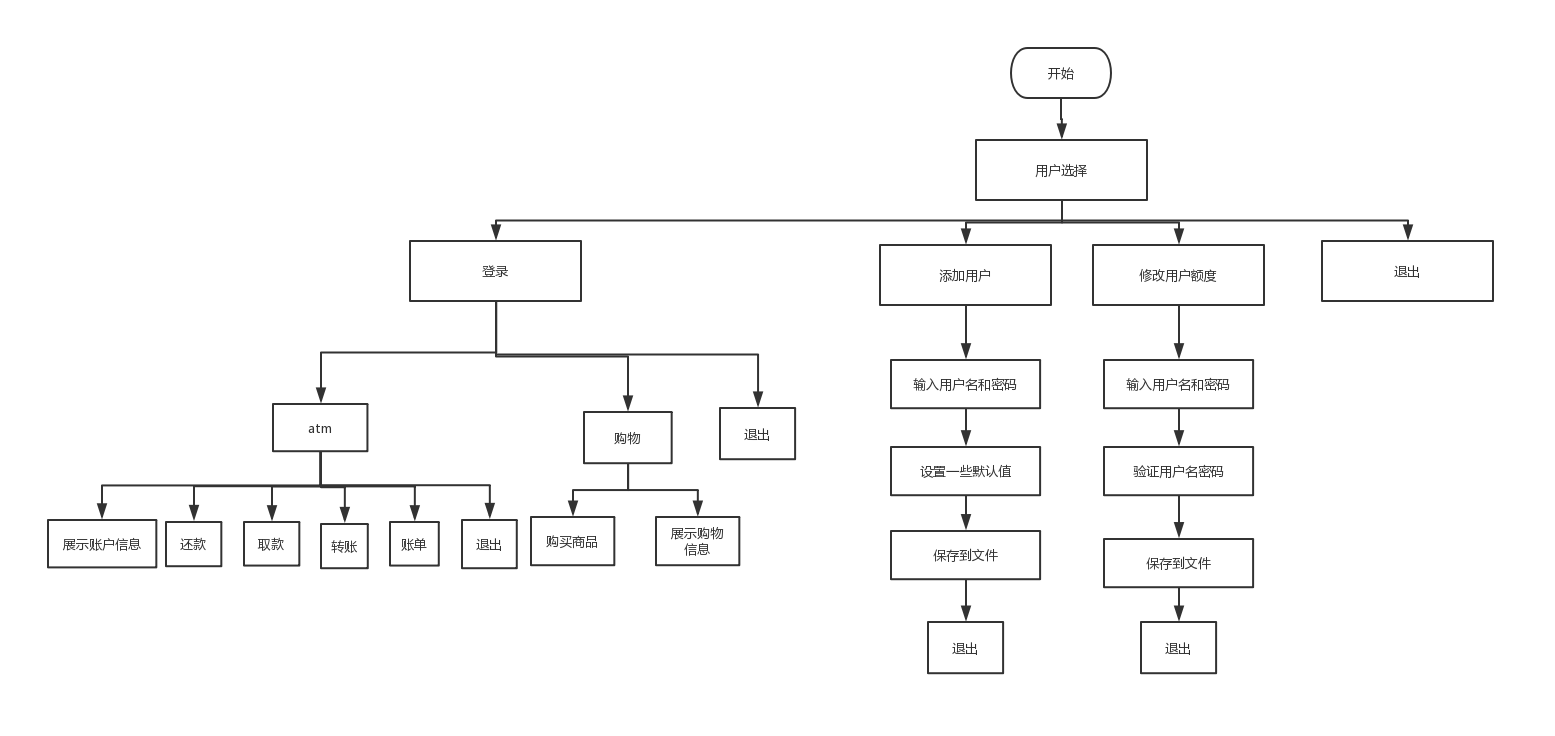 开始
用户选择
登录
添加用户
修改用户额度
退出
输入用户名和密码
输入用户名和密码
atm
购物
退出
设置一些默认值
验证用户名密码
展示账户信息
还款
取款
转账
账单
退出
购买商品
展示购物
信息
保存到文件
保存到文件
退出
退出